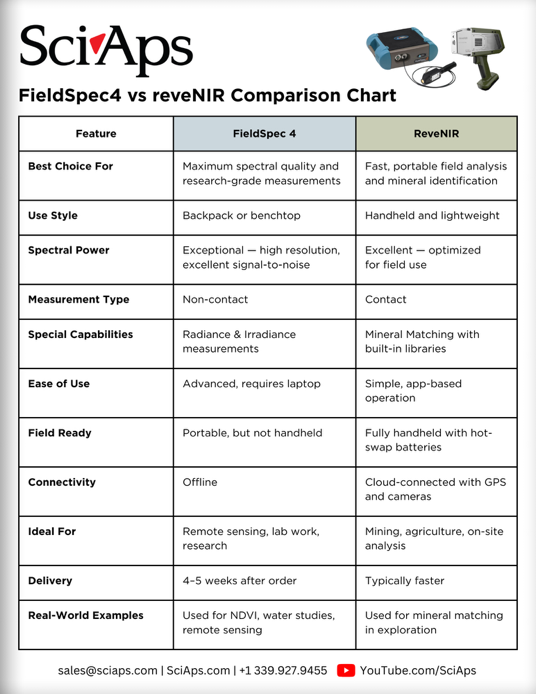 SciAps
FieldSpec4 vs reveNIR Comparison Chart
Feature
FieldSpec 4
ReveNIR
Best Choice For
Maximum spectral quality and
research-grade measurements
Fast, portable field analysis
and mineral identification
Use Style
Backpack or benchtop
Handheld and lightweight
Spectral Power
Exceptional — high resolution,
excellent signal-to-noise
Excellent — optimized
for field use
Measurement Type
Non-contact
Contact
Special Capabilities
Radiance & Irradiance
measurements
Mineral Matching with
built-in libraries
Ease of Use
Advanced, requires laptop
Simple, app-based
operation
Field Ready
Portable, but not handheld
Fully handheld with hot-
swap batteries
Connectivity
Offline
Cloud-connected with GPS
and cameras
Ideal For
Remote sensing, lab work,
research
Mining, agriculture, on-site
analysis
Delivery
4–5 weeks after order
Typically faster
Real-World Examples
Used for NDVI, water studies,
remote sensing
Used for mineral matching
in exploration
sales@sciaps.com | SciAps.com | +1 339.927.9455 YouTube.com/SciAps